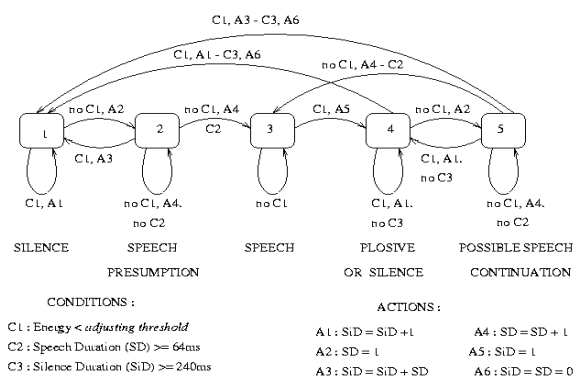 C1, A3 - C3, A6
C1, A1 - C3, A6
no C1, A4 - C2
no C1, A2
no C1, A4
C2
C1, A5
no C1, A2
1
2
3
4
5
C1, A3
C1, A1.
no C3
C1, A1
no C1, A4.
no C2
no C1
C1, A1.
no C3
no C1, A4.
no C2
SILENCE
SPEECH
PRESUMPTION
SPEECH
PLOSIVE
OR SILENCE
POSSIBLE SPEECH
CONTINUATION
CONDITIONS :
C1 : Energy < adjusting threshold
C2 : Speech Duration (SD) >= 64ms
C3 : Silence Duration (SiD) >= 240ms
ACTIONS :
A1: SiD = SiD + 1
A2: SD = 1
A3: SiD = SiD + SD
A4: SD = SD + 1
A5: SiD = 1
A6: SiD = SD = 0